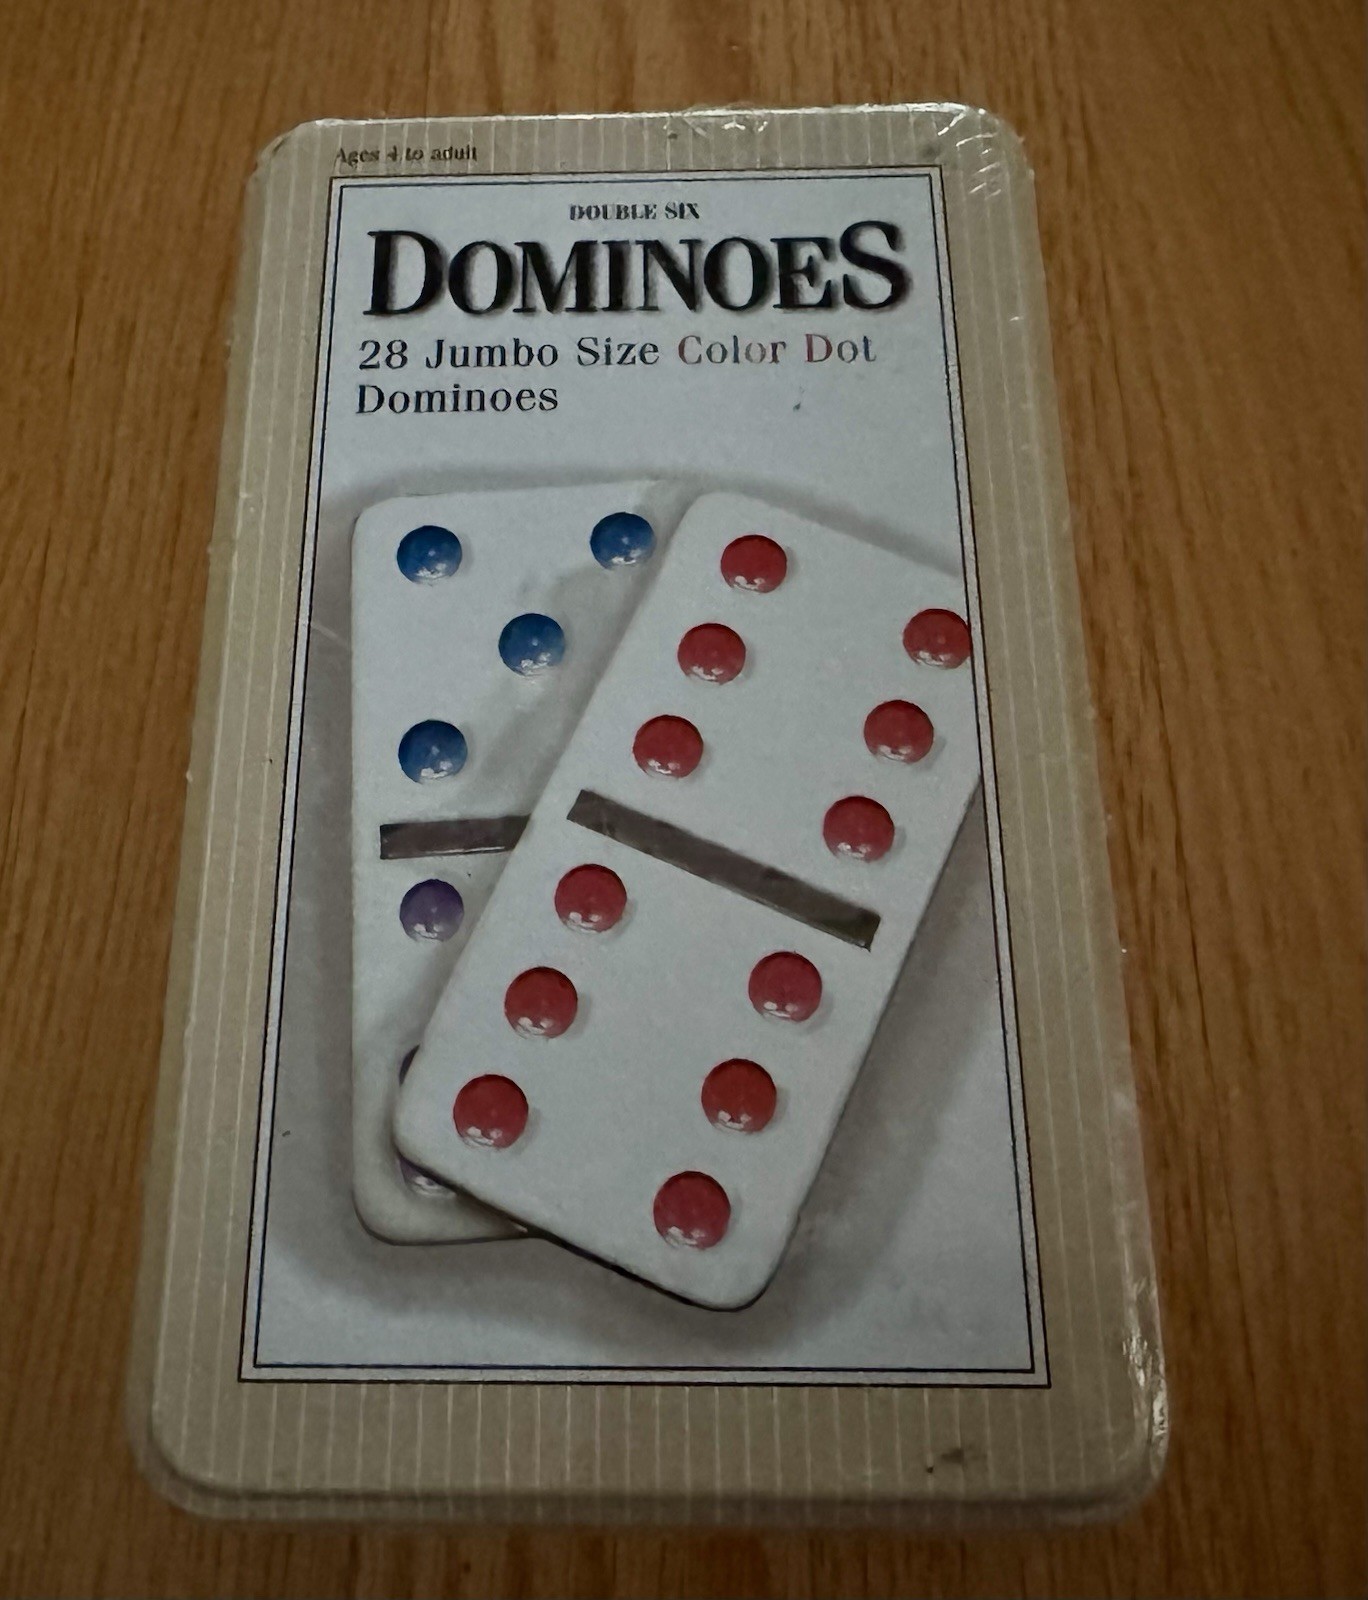 Ages 4 to adult
DOUBLE SIX
DOMINOES
28 Jumbo Size Color Dot
Dominoes